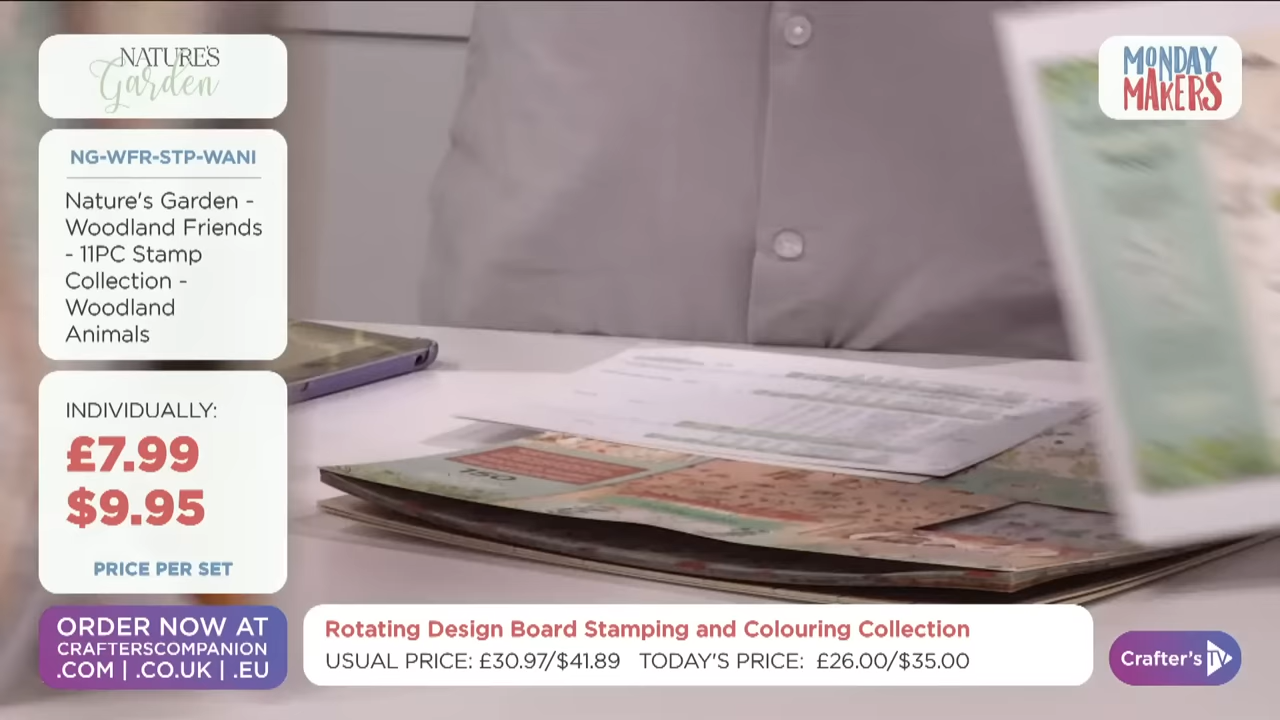 NATURE'S
Garden
MONDAY
MAKERS
NG-WFR-STP-WANI
Nature's Garden -
Woodland Friends
- 11PC Stamp
Collection -
Woodland
Animals
INDIVIDUALLY:
£7.99
$9.95
PRICE PER SET
ORDER NOW AT
CRAFTERSCOMPANION
.COM | .CO.UK | .EU
Rotating Design Board Stamping and Colouring Collection
USUAL PRICE: £30.97/$41.89 TODAY'S PRICE: £26.00/$35.00
Crafter's TV